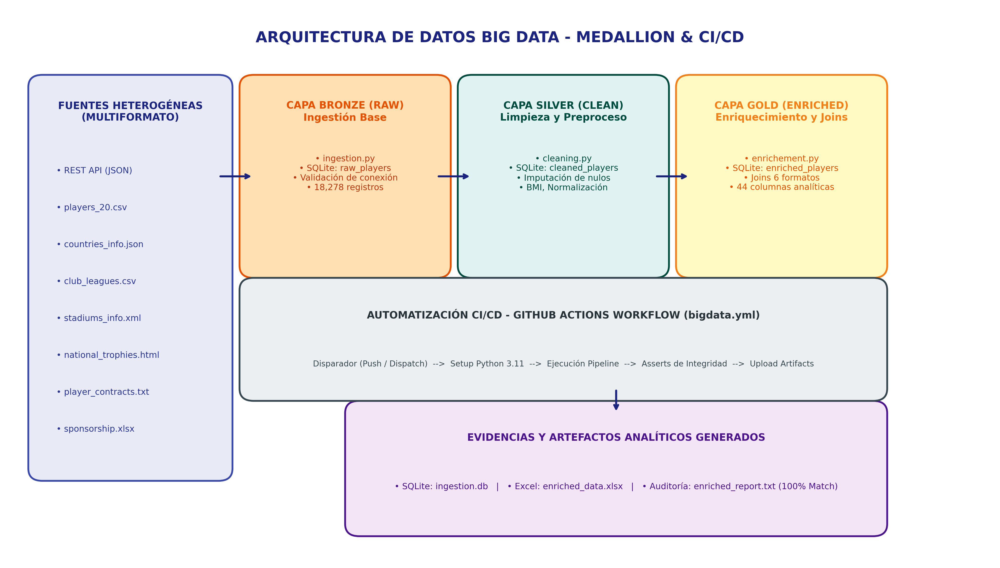 ARQUITECTURA DE DATOS BIG DATA - MEDALLION & CI/CD
FUENTES HETEROGÉNEAS
(MULTIFORMATO)
• REST API (JSON)
• players_20.csv
• countries_info.json
• club_leagues.csv
• stadiums_info.xml
• national_trophies.html
• player_contracts.txt
• sponsorship.xlsx
CAPA BRONZE (RAW)
Ingestión Base
• ingestion.py
• SQLite: raw_players
• Validación de conexión
• 18,278 registros
CAPA SILVER (CLEAN)
Limpieza y Preproceso
• cleaning.py
• SQLite: cleaned_players
• Imputación de nulos
• BMI, Normalización
CAPA GOLD (ENRICHED)
Enriquecimiento y Joins
• enrichement.py
• SQLite: enriched_players
• Joins 6 formatos
• 44 columnas analíticas
AUTOMATIZACIÓN CI/CD - GITHUB ACTIONS WORKFLOW (bigdata.yml)
Disparador (Push / Dispatch) --> Setup Python 3.11 --> Ejecución Pipeline --> Asserts de Integridad --> Upload Artifacts
EVIDENCIAS Y ARTEFACTOS ANALÍTICOS GENERADOS
• SQLite: ingestion.db | • Excel: enriched_data.xlsx | • Auditoría: enriched_report.txt (100% Match)